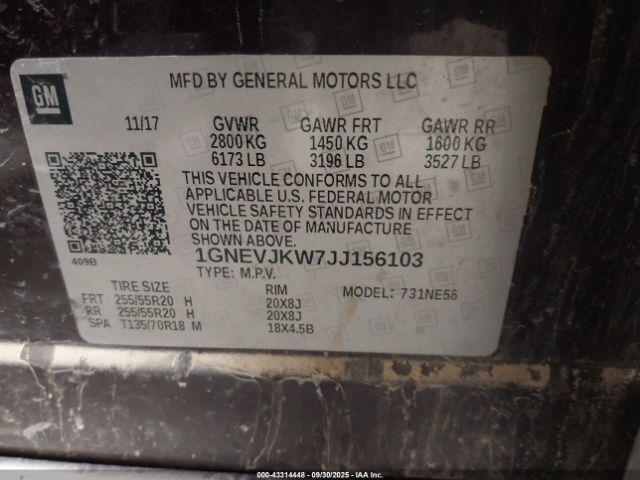 GM
MFD BY GENERAL MOTORS LLC
11/17 GVWR GAWR FRT GAWR RR
2800 KG 1450 KG 1600 KG
6173 LB 3196 LB 3527 LB
THIS VEHICLE CONFORMS TO ALL
APPLICABLE U.S. FEDERAL MOTOR
VEHICLE SAFETY STANDARDS IN EFFECT
ON THE DATE OF MANUFACTURE
SHOWN ABOVE.
409B
1GNEVJKW7JJ156103
TYPE: M.P.V.
TIRE SIZE RIM MODEL: 731NE56
FRT 255/55R20 H 20X8J
RR 255/55R20 H 20X8J
SPA T135/70R18 M 18X4.5B
000-43314448 - 09/30/2025 - IAA Inc.